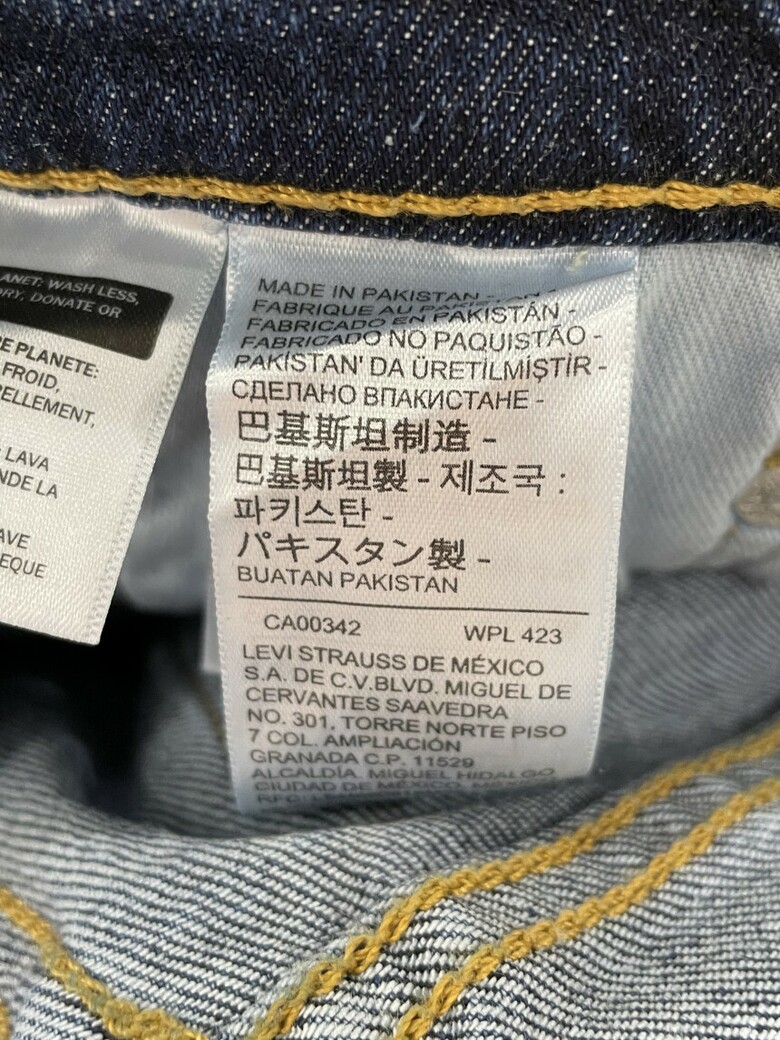 ANET: WASH LESS,
RY, DONATE OR
E PLANETE:
FROID,
PELLEMENT,
LAVA
NDE LA
AVE
EQUE
MADE IN PAKISTAN -
FABRIQUE AU PAKISTAN -
FABRICADO EN PAKISTÁN -
FABRICADO NO PAQUISTÃO -
PAKİSTAN' DA ÜRETİLMİŞTİR -
СДЕЛАНО ВПАКИСТАНЕ -
巴基斯坦制造 -
巴基斯坦製 - 제조국 :
파키스탄 -
パキスタン製 -
BUATAN PAKISTAN
CA00342 WPL 423
LEVI STRAUSS DE MÉXICO
S.A. DE C.V.BLVD. MIGUEL DE
CERVANTES SAAVEDRA
NO. 301, TORRE NORTE PISO
7 COL. AMPLIACIÓN
GRANADA C.P. 11529
ALCALDÍA. MIGUEL HIDALGO
CIUDAD DE MÉXICO, MÉXICO